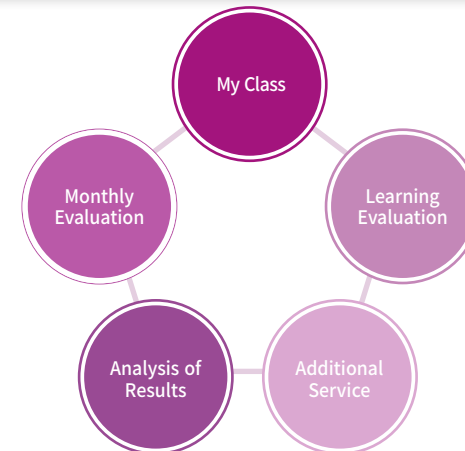 My Class
Monthly
Evaluation
Learning
Evaluation
Analysis of
Results
Additional
Service